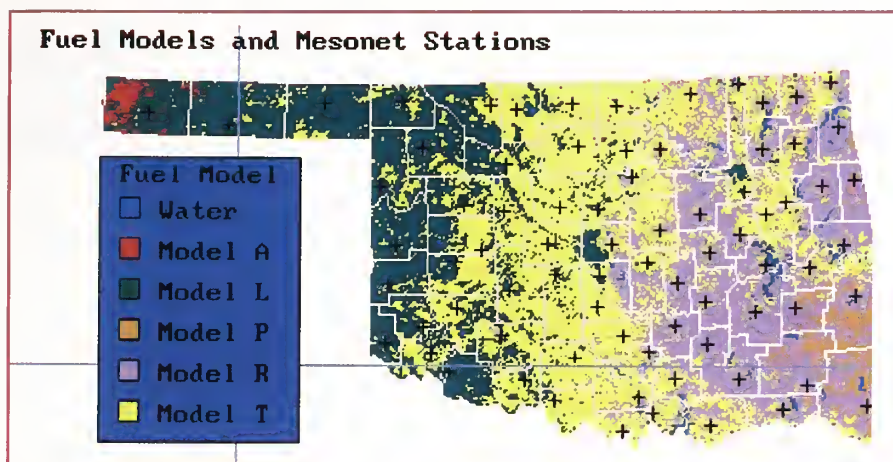 Fuel Models and Mesonet Stations
Fuel Model
Water
Model A
Model L
Model P
Model R
Model T